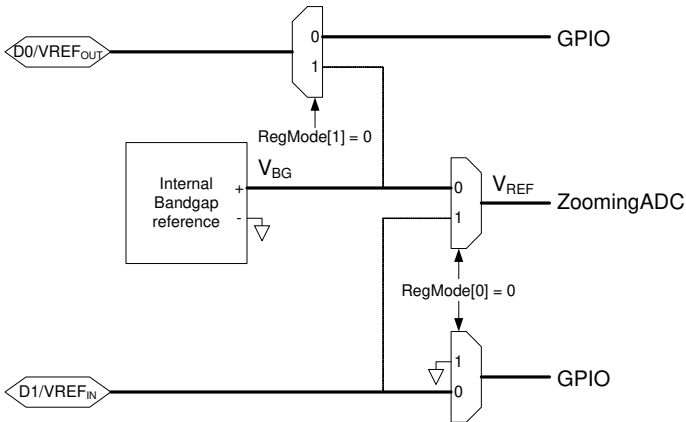 0
GPIO
D0/VREFOUT
1
RegMode[1] = 0
VBG
Internal
Bandgap
reference
+
-
0
VREF
ZoomingADC
1
RegMode[0] = 0
1
GPIO
D1/VREFIN
0